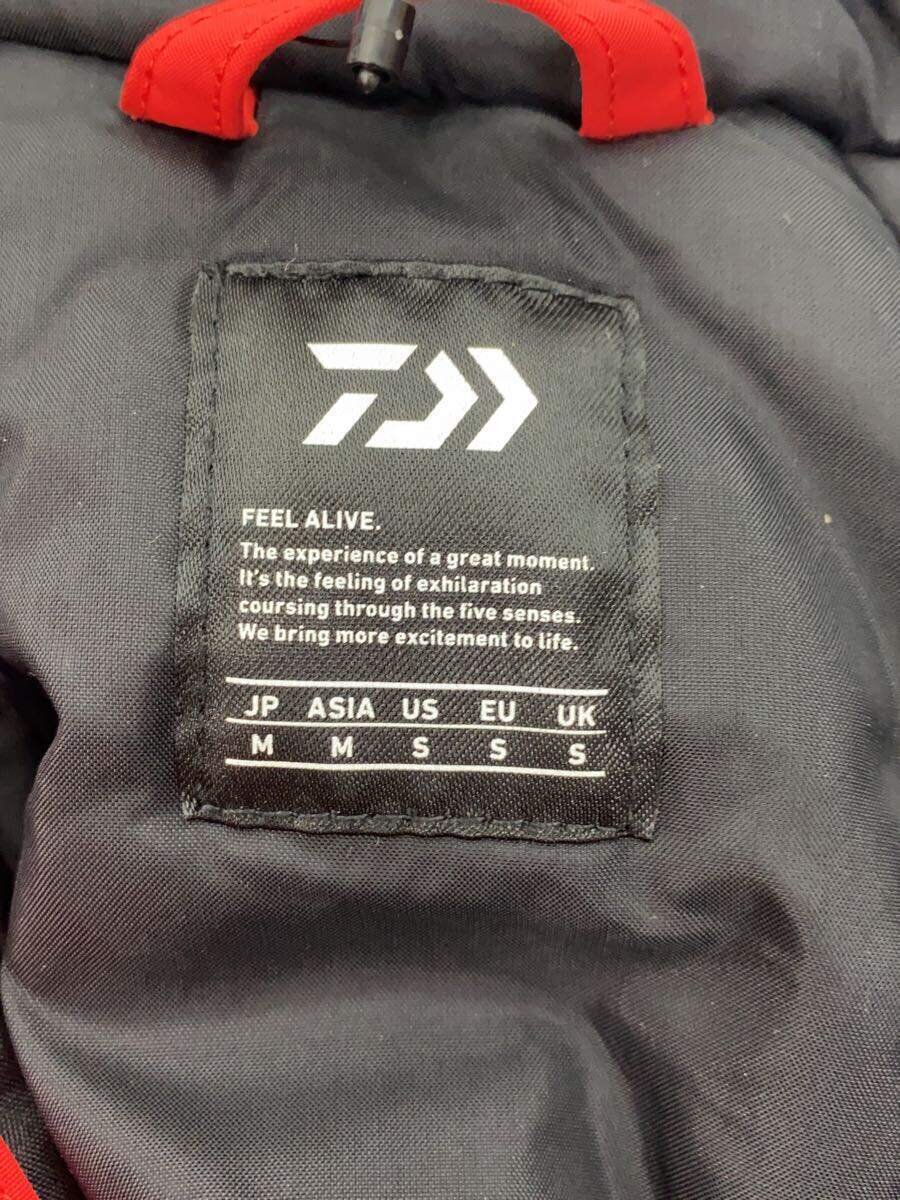 FEEL ALIVE.
The experience of a great moment.
It's the feeling of exhilaration
coursing through the five senses.
We bring more excitement to life.
JP ASIA US EU UK
M M S S S